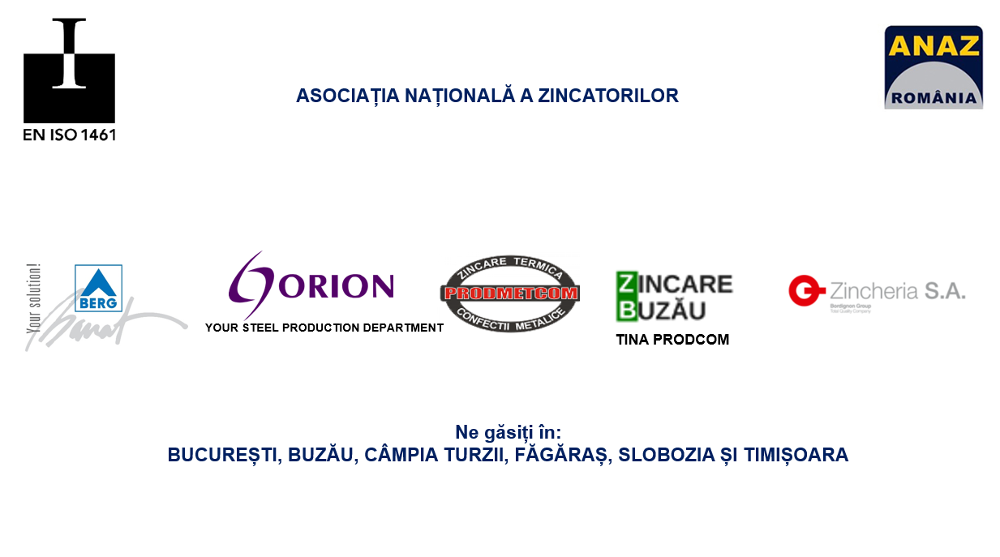 EN ISO 1461
ASOCIAȚIA NAȚIONALĂ A ZINCATORILOR
ANAZ
ROMÂNIA
Your solution!
BERG
Banat
ORION
YOUR STEEL PRODUCTION DEPARTMENT
ZINCARE TERMICA
PRODMETCOM
CONFECTII METALICE
ZINCARE
BUZĂU
TINA PRODCOM
Zincheria S.A.
Bordignon Group
Total Quality Company
Ne găsiți în:
BUCUREȘTI, BUZĂU, CÂMPIA TURZII, FĂGĂRAȘ, SLOBOZIA ȘI TIMIȘOARA